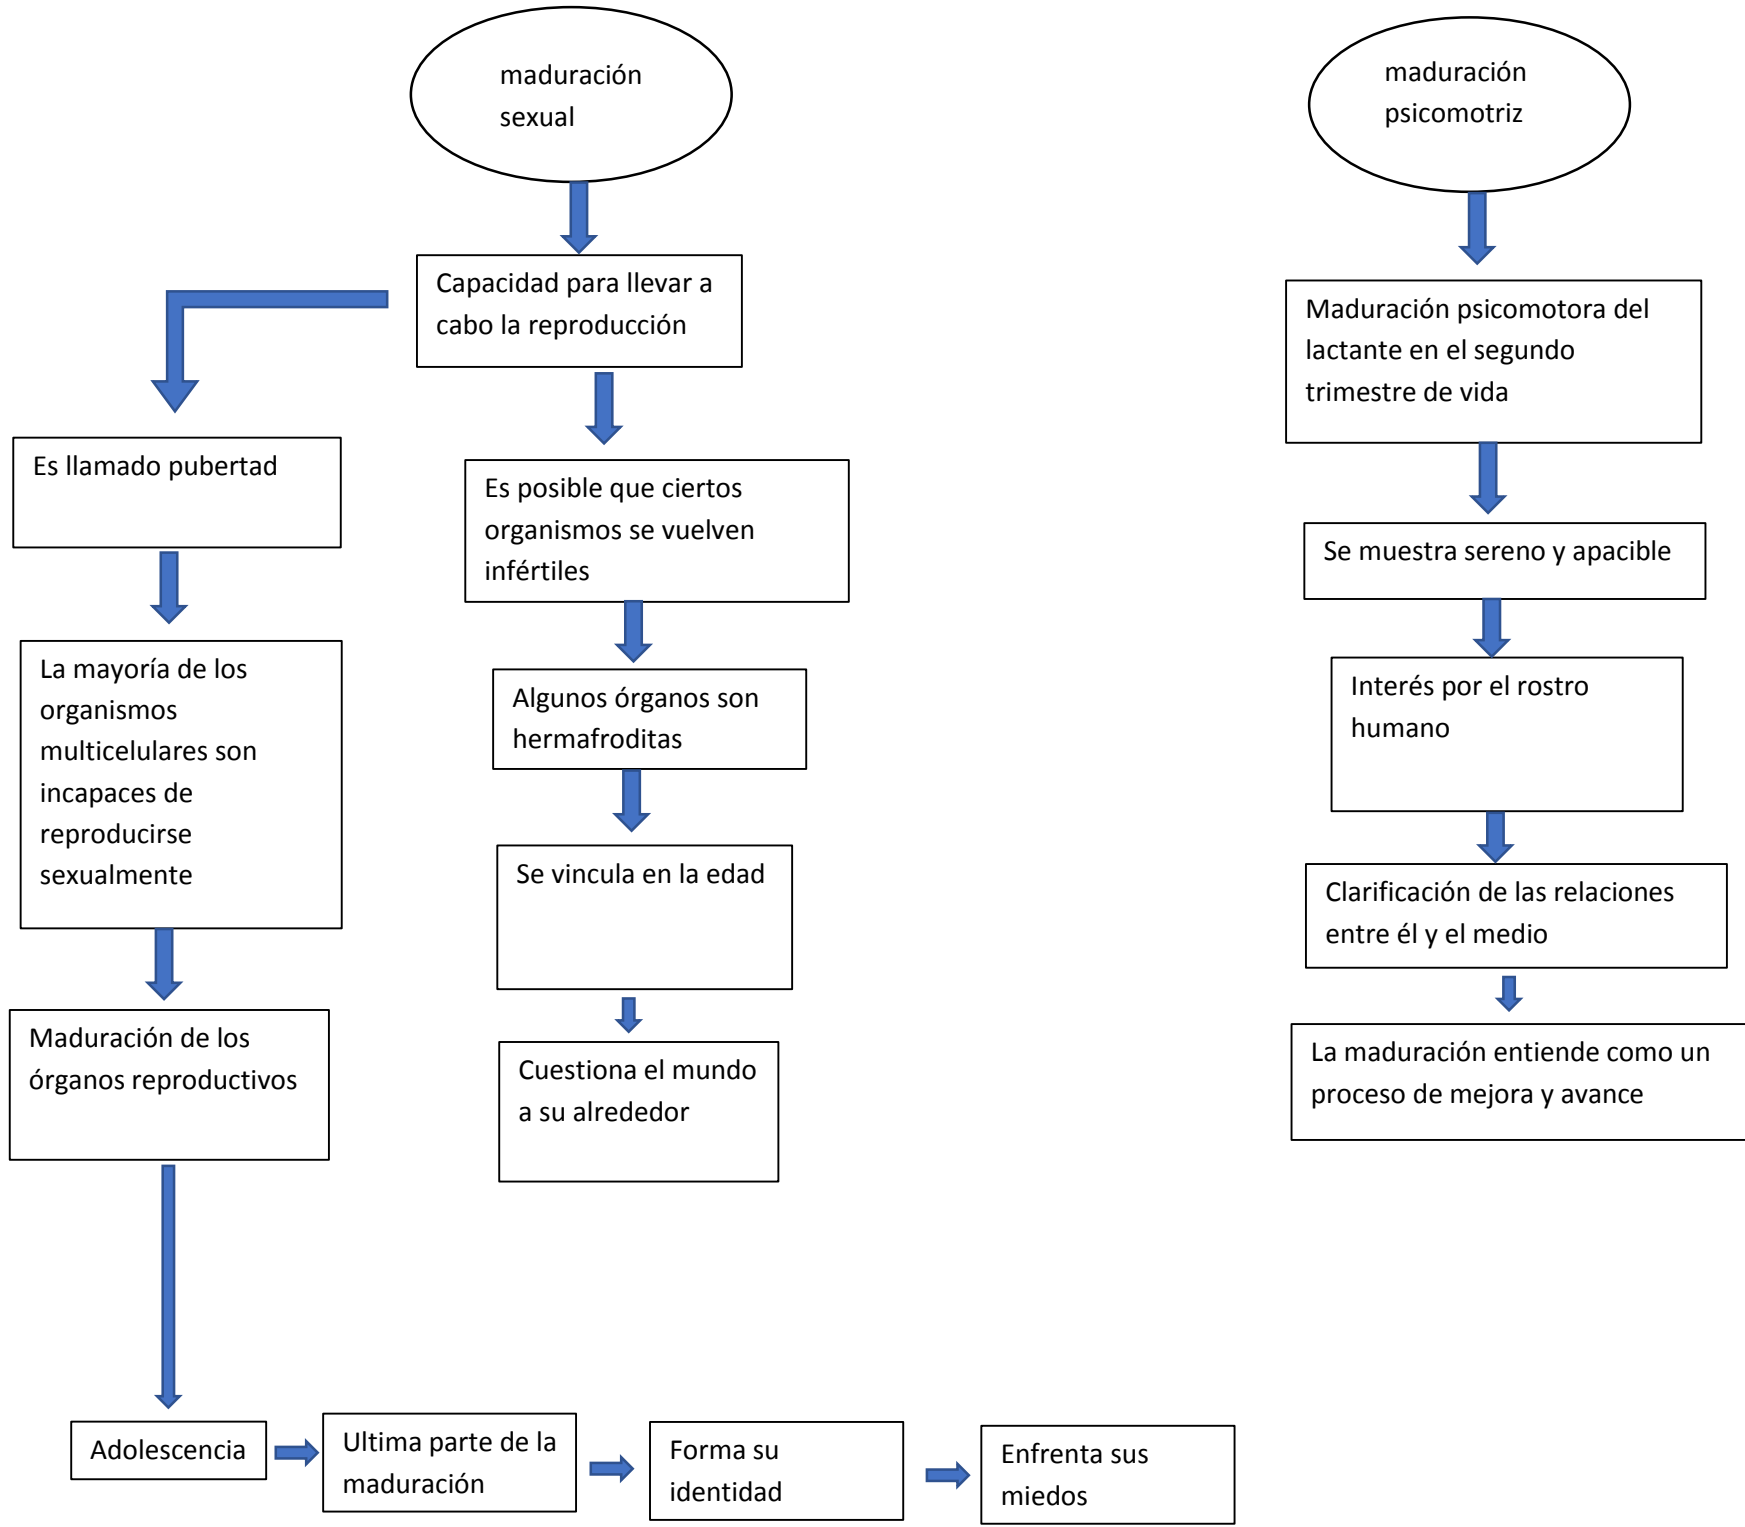 maduración
sexual
Capacidad para llevar a
cabo la reproducción
Es llamado pubertad
La mayoría de los
organismos
multicelulares son
incapaces de
reproducirse
sexualmente
Maduración de los
órganos reproductivos
Es posible que ciertos
organismos se vuelven
infértiles
Algunos órganos son
hermafroditas
Se vincula en la edad
Cuestiona el mundo
a su alrededor
Adolescencia
Ultima parte de la
maduración
Forma su
identidad
Enfrenta sus
miedos
maduración
psicomotriz
Maduración psicomotora del
lactante en el segundo
trimestre de vida
Se muestra sereno y apacible
Interés por el rostro
humano
Clarificación de las relaciones
entre él y el medio
La maduración entiende como un
proceso de mejora y avance